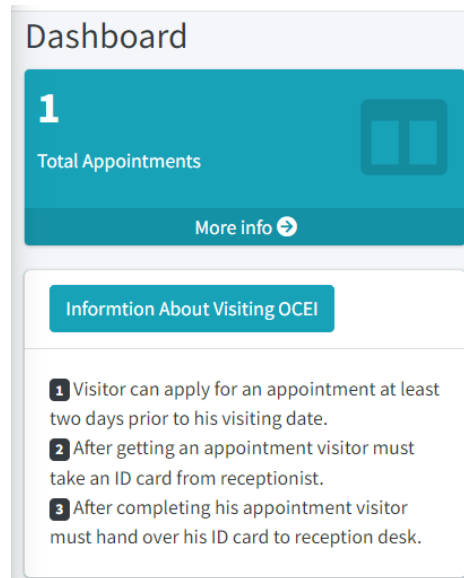 Dashboard
1
Total Appointments
More info
Informtion About Visiting OCEI
1 Visitor can apply for an appointment at least
two days prior to his visiting date.
2 After getting an appointment visitor must
take an ID card from receptionist.
3 After completing his appointment visitor
must hand over his ID card to reception desk.